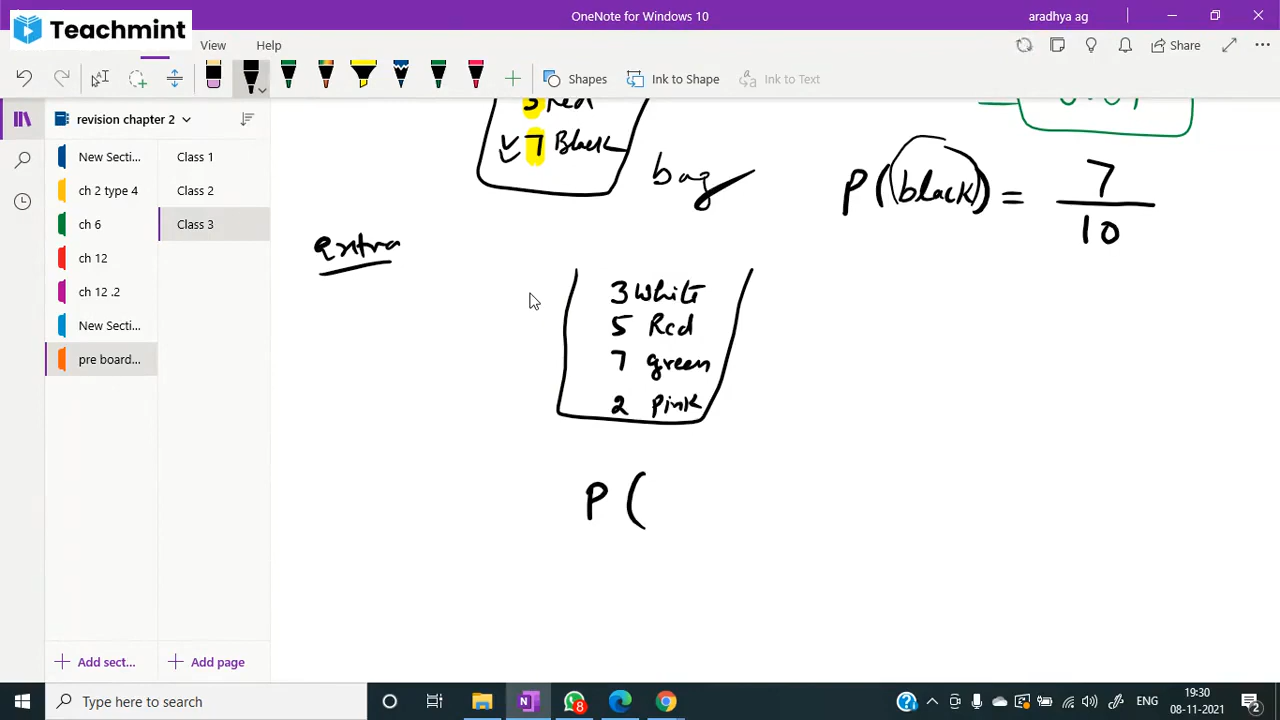 OneNote for Windows 10
aradhya ag
Teachmint
View
Help
Share
Shapes
Ink to Shape
Ink to Text
revision chapter 2
New Secti...
ch 2 type 4
ch 6
ch 12
ch 12 .2
New Secti...
pre board...
Class 1
Class 2
Class 3
3 Red
7 Black
bag
P(black) = 7/10
extra
3 White
5 Red
7 green
2 Pink
P (
Add sect...
Add page
Type here to search
8
ENG
19:30
08-11-2021
2